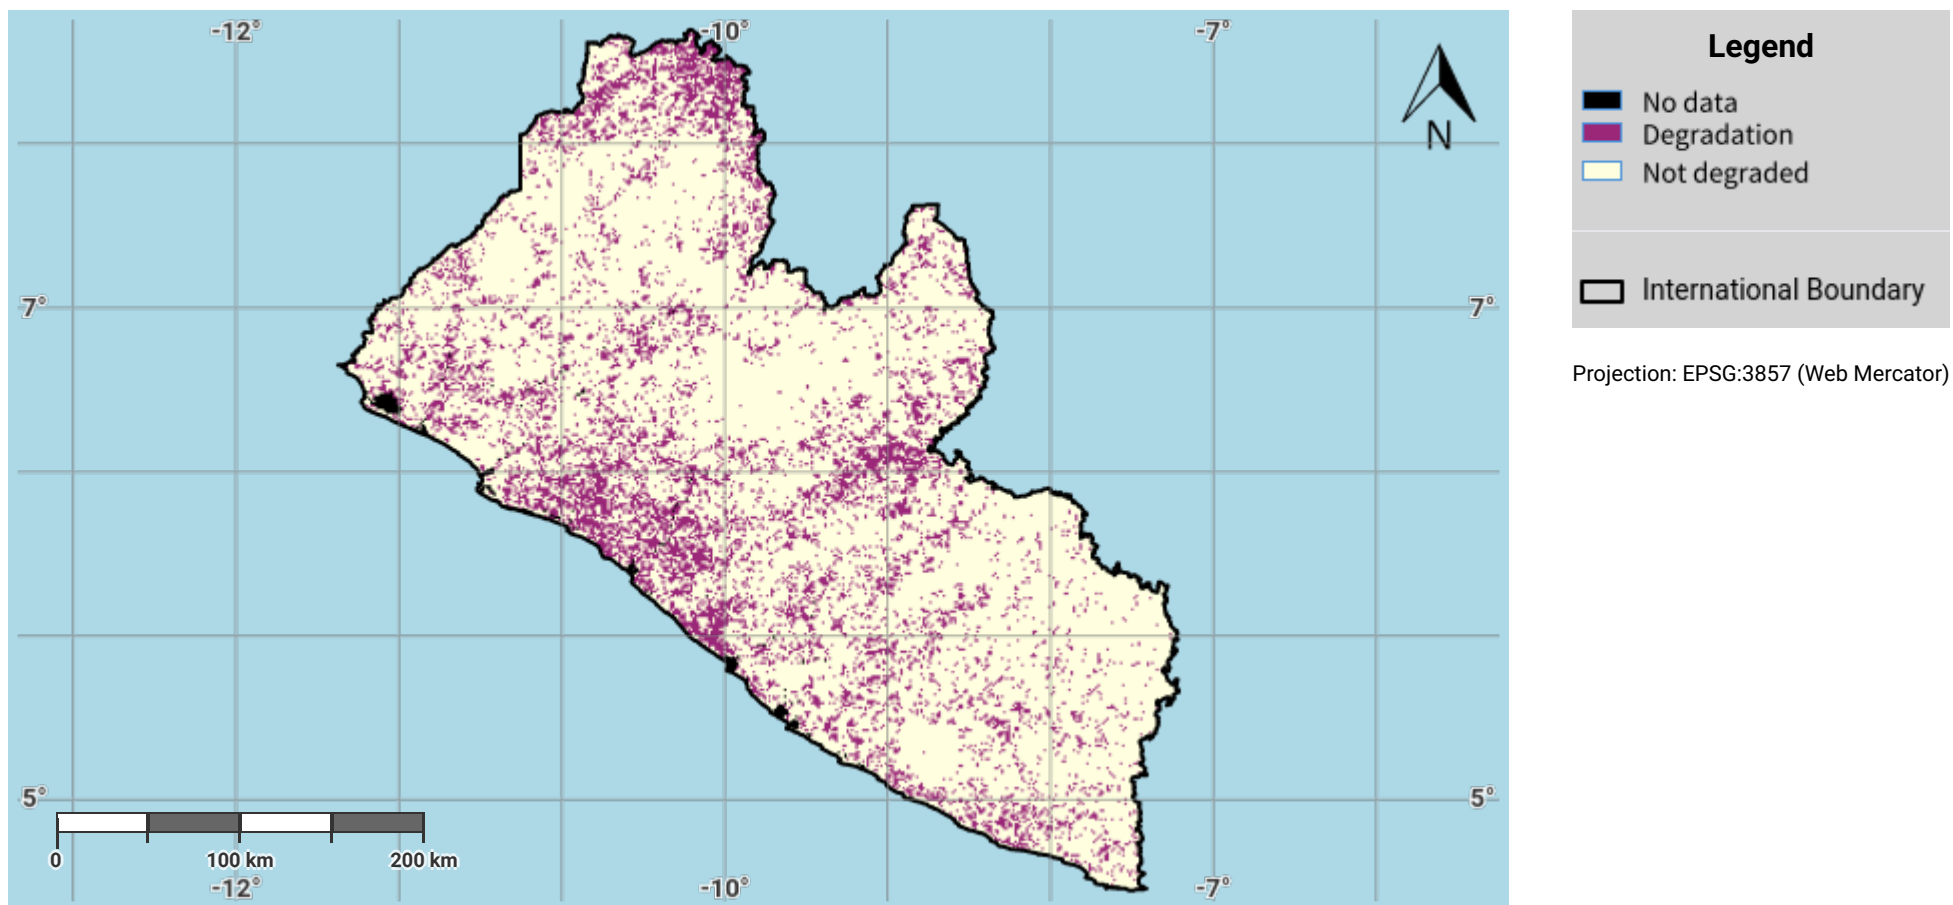 -12° -10° -7°
N
7° 7°
5° 5°
0 100 km 200 km
-12° -10° -7°
Legend
No data
Degradation
Not degraded
International Boundary
Projection: EPSG:3857 (Web Mercator)